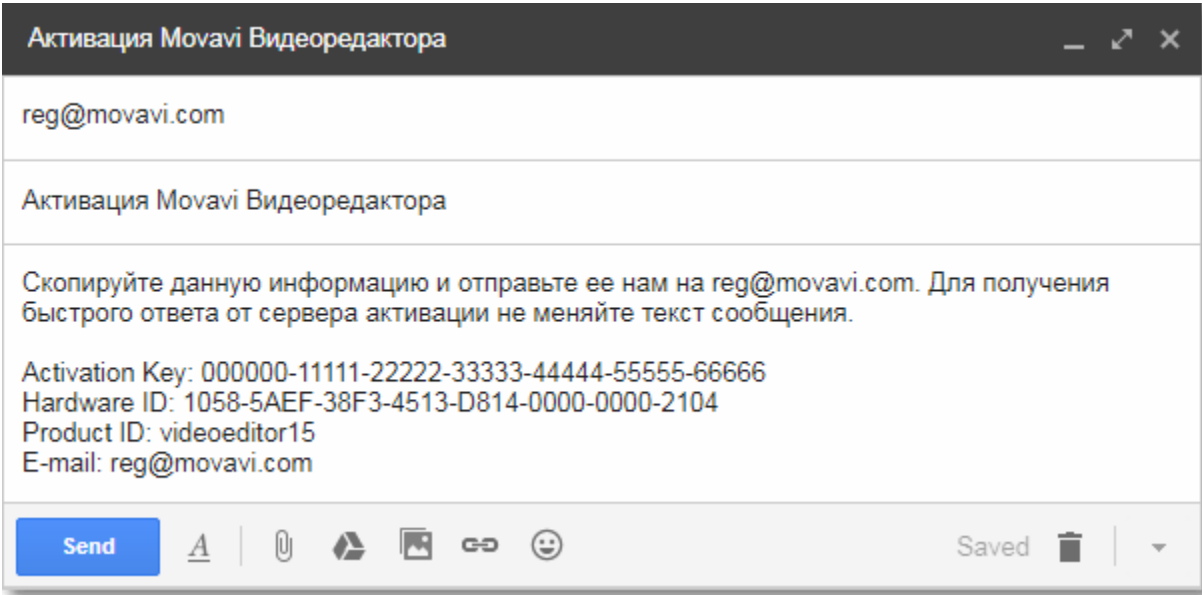 Активация Movavi Видеоредактора
reg@movavi.com
Активация Movavi Видеоредактора
Скопируйте данную информацию и отправьте ее нам на reg@movavi.com. Для получения
быстрого ответа от сервера активации не меняйте текст сообщения.
Activation Key: 000000-11111-22222-33333-44444-55555-66666
Hardware ID: 1058-5AEF-38F3-4513-D814-0000-0000-2104
Product ID: videoeditor15
E-mail: reg@movavi.com
Send A Saved